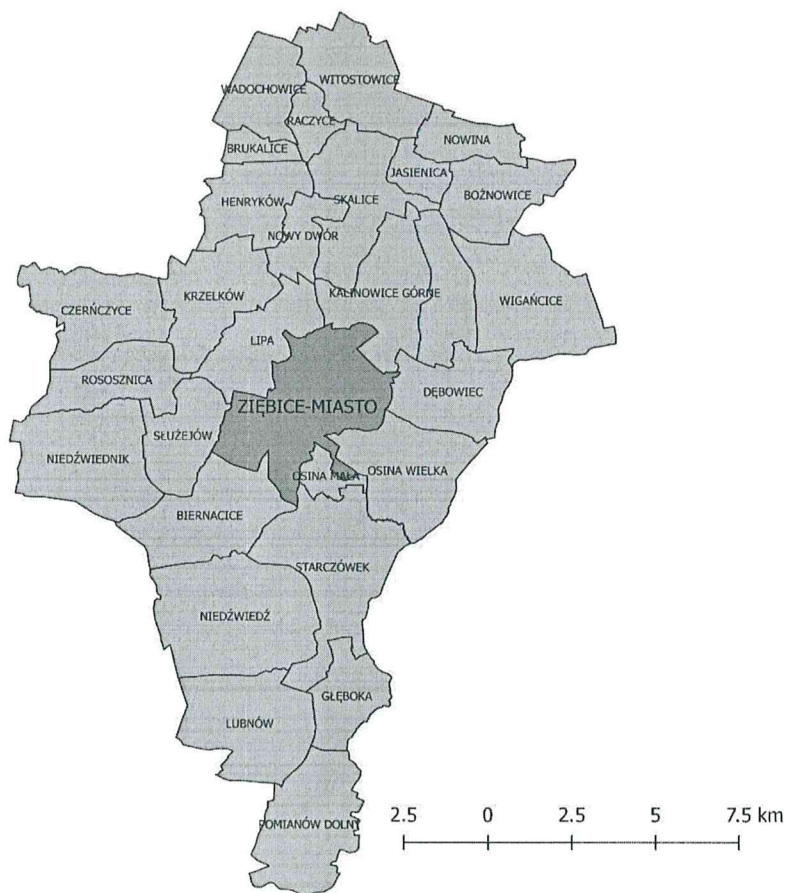 WITOSTOWICE
WADOCHOWICE
RACZYCE
NOWINA
BRUKALICE
JASIENICA
BOŻNOWICE
HENRYKÓW
SKALICE
NOWY DWÓR
KRZELKÓW
KALINOWICE GÓRNE
WIGAŃCICE
CZERŃCZYCE
LIPA
ROSOSZNICA
DĘBOWIEC
ZIĘBICE-MIASTO
SŁUŻEJÓW
NIEDŹWIEDNIK
OSINA WIELKA
OSINA MAŁA
BIERNACICE
STARCZÓWEK
NIEDŹWIEDŹ
GŁĘBOKA
LUBNÓW
POMIANÓW DOLNY
2.5 0 2.5 5 7.5 km